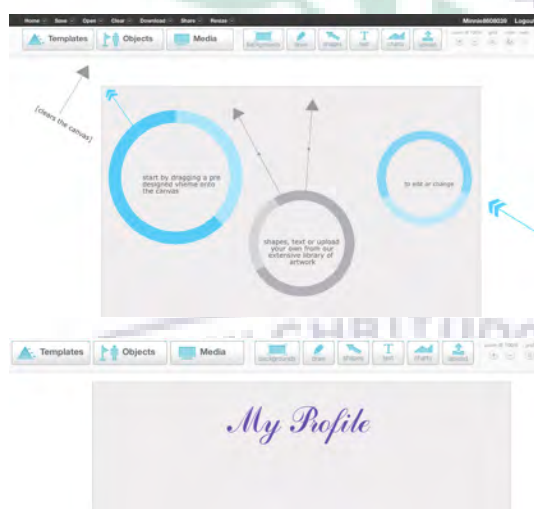 Home Save Open Clear Download Share Resize Minrav8608039 Logout
Templates Objects Media backgrounds draw shapes text charts upload
[clears the canvas]
start by dragging a pre
designed vheme onto
the canvas
to edit or change
shapes, text or upload
your own from our
extensive library of
artwork
Templates Objects Media backgrounds draw shapes text charts upload
My Profile